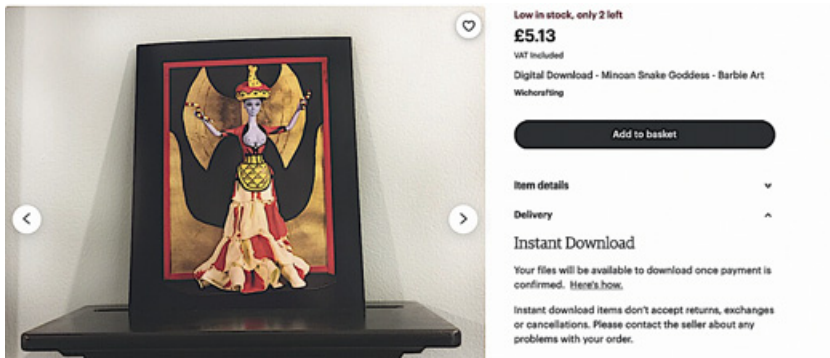 Low in stock, only 2 left
£5.13
VAT Included
Digital Download - Minoan Snake Goddess - Barbie Art
Wichcrafting
Add to basket
Item details
Delivery
Instant Download
Your files will be available to download once payment is
confirmed. Here's how.
Instant download items don't accept returns, exchanges
or cancellations. Please contact the seller about any
problems with your order.